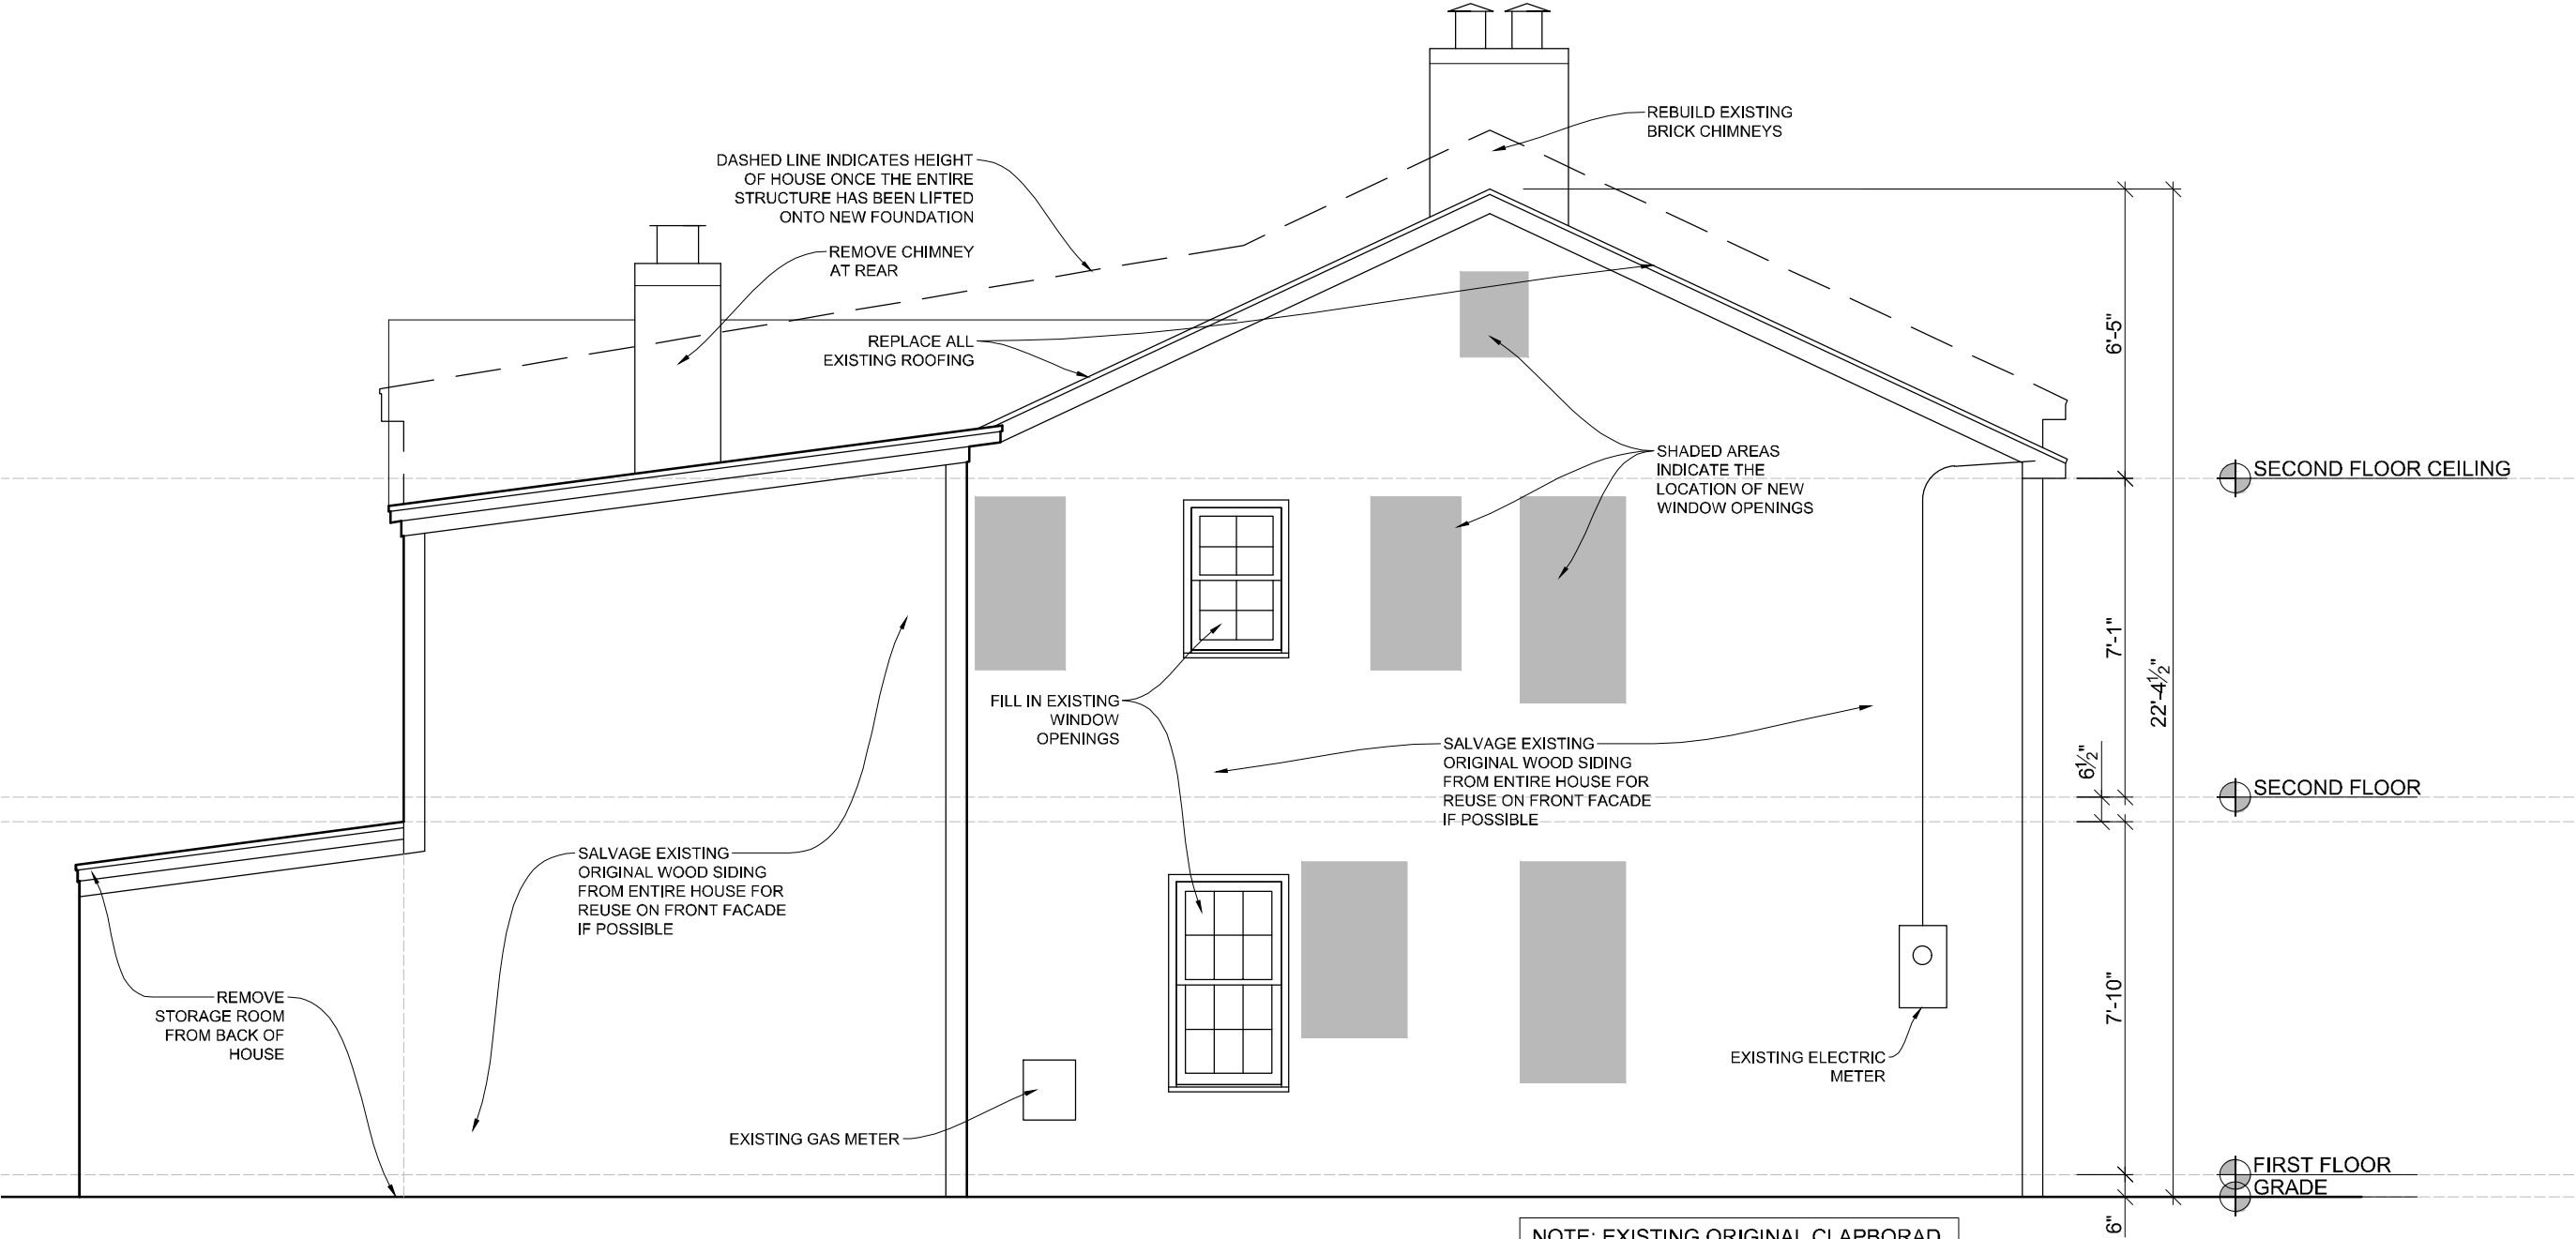 REBUILD EXISTING
BRICK CHIMNEYS
DASHED LINE INDICATES HEIGHT
OF HOUSE ONCE THE ENTIRE
STRUCTURE HAS BEEN LIFTED
ONTO NEW FOUNDATION
REMOVE CHIMNEY
AT REAR
REPLACE ALL
EXISTING ROOFING
6'-5"
SHADED AREAS
INDICATE THE
LOCATION OF NEW
WINDOW OPENINGS
SECOND FLOOR CEILING
7'-1"
22'-4½"
FILL IN EXISTING
WINDOW
OPENINGS
SALVAGE EXISTING
ORIGINAL WOOD SIDING
FROM ENTIRE HOUSE FOR
REUSE ON FRONT FACADE
IF POSSIBLE
6½"
SECOND FLOOR
SALVAGE EXISTING
ORIGINAL WOOD SIDING
FROM ENTIRE HOUSE FOR
REUSE ON FRONT FACADE
IF POSSIBLE
REMOVE
STORAGE ROOM
FROM BACK OF
HOUSE
7'-10"
EXISTING ELECTRIC
METER
EXISTING GAS METER
FIRST FLOOR
GRADE
6"
NOTE: EXISTING ORIGINAL CLAPBORAD